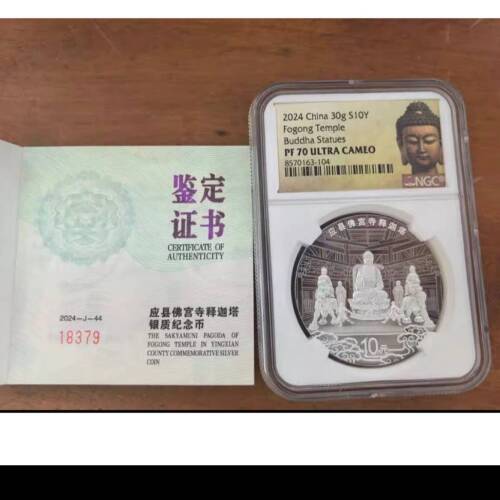 鉴定
证书
CERTIFICATE OF
AUTHENTICITY
2024-J-44
18379
应县佛宫寺释迦塔
银质纪念币
THE SAKYAMUNI PAGODA OF
FOGONG TEMPLE IN YINGXIAN
COUNTY COMMEMORATIVE SILVER
COIN
2024 China 30g S10Y
Fogong Temple
Buddha Statues
PF 70 ULTRA CAMEO
8570163-104
NGC
应县佛宫寺释迦塔
10元